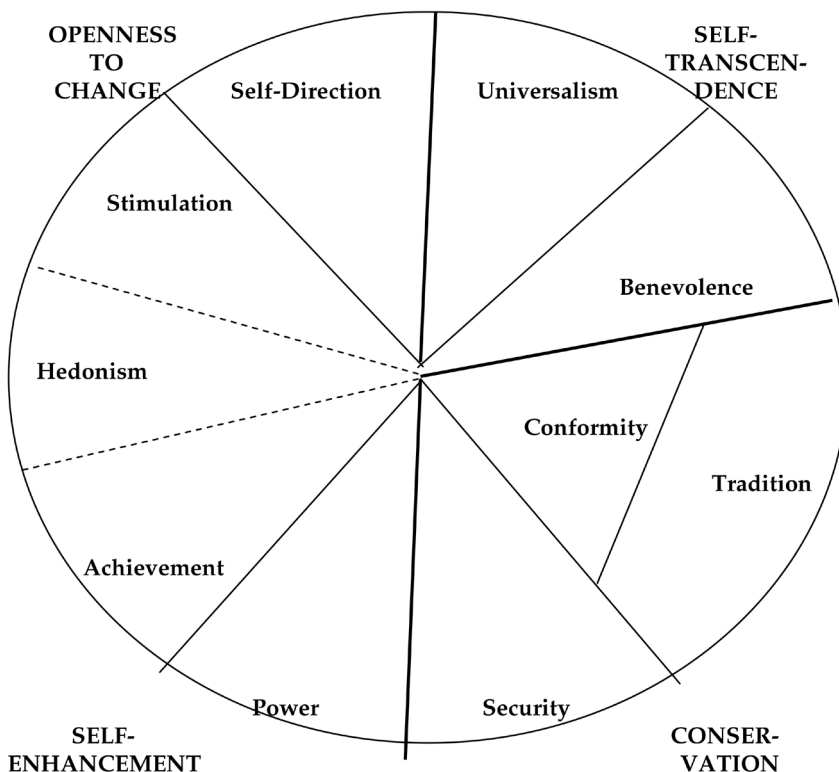 OPENNESS
TO
CHANGE
SELF-
TRANSCEN-
DENCE
Self-Direction
Universalism
Stimulation
Benevolence
Hedonism
Conformity
Tradition
Achievement
Power
Security
SELF-
ENHANCEMENT
CONSER-
VATION